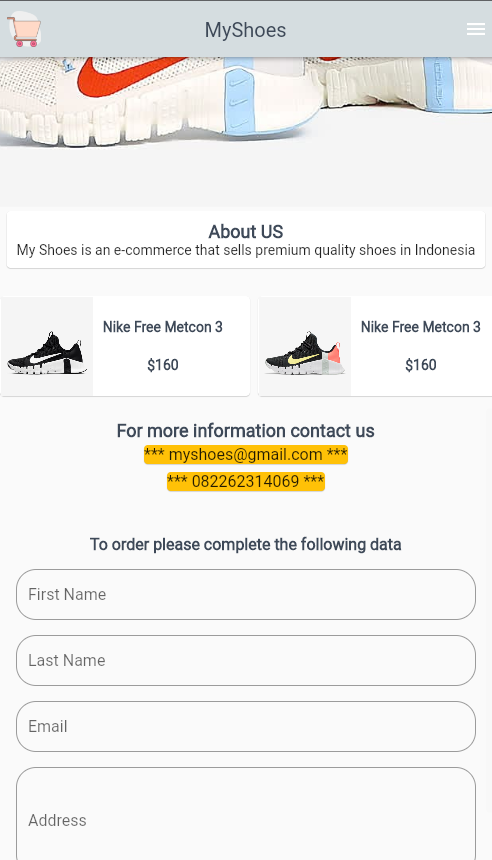 MyShoes
About US
My Shoes is an e-commerce that sells premium quality shoes in Indonesia
Nike Free Metcon 3
$160
Nike Free Metcon 3
$160
For more information contact us
*** myshoes@gmail.com ***
*** 082262314069 ***
To order please complete the following data
First Name
Last Name
Email
Address